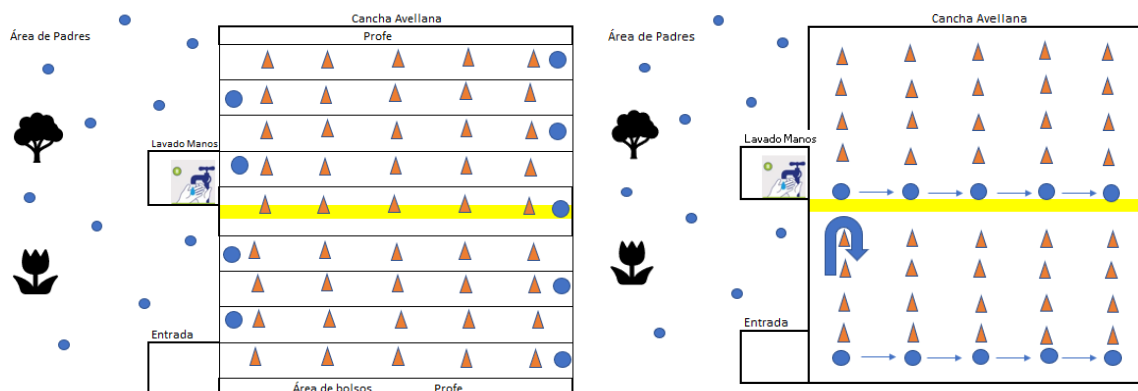 Cancha Avellana
Área de Padres
Profe
Lavado Manos
Entrada
Área de bolsos Profe
Cancha Avellana
Área de Padres
Lavado Manos
Entrada